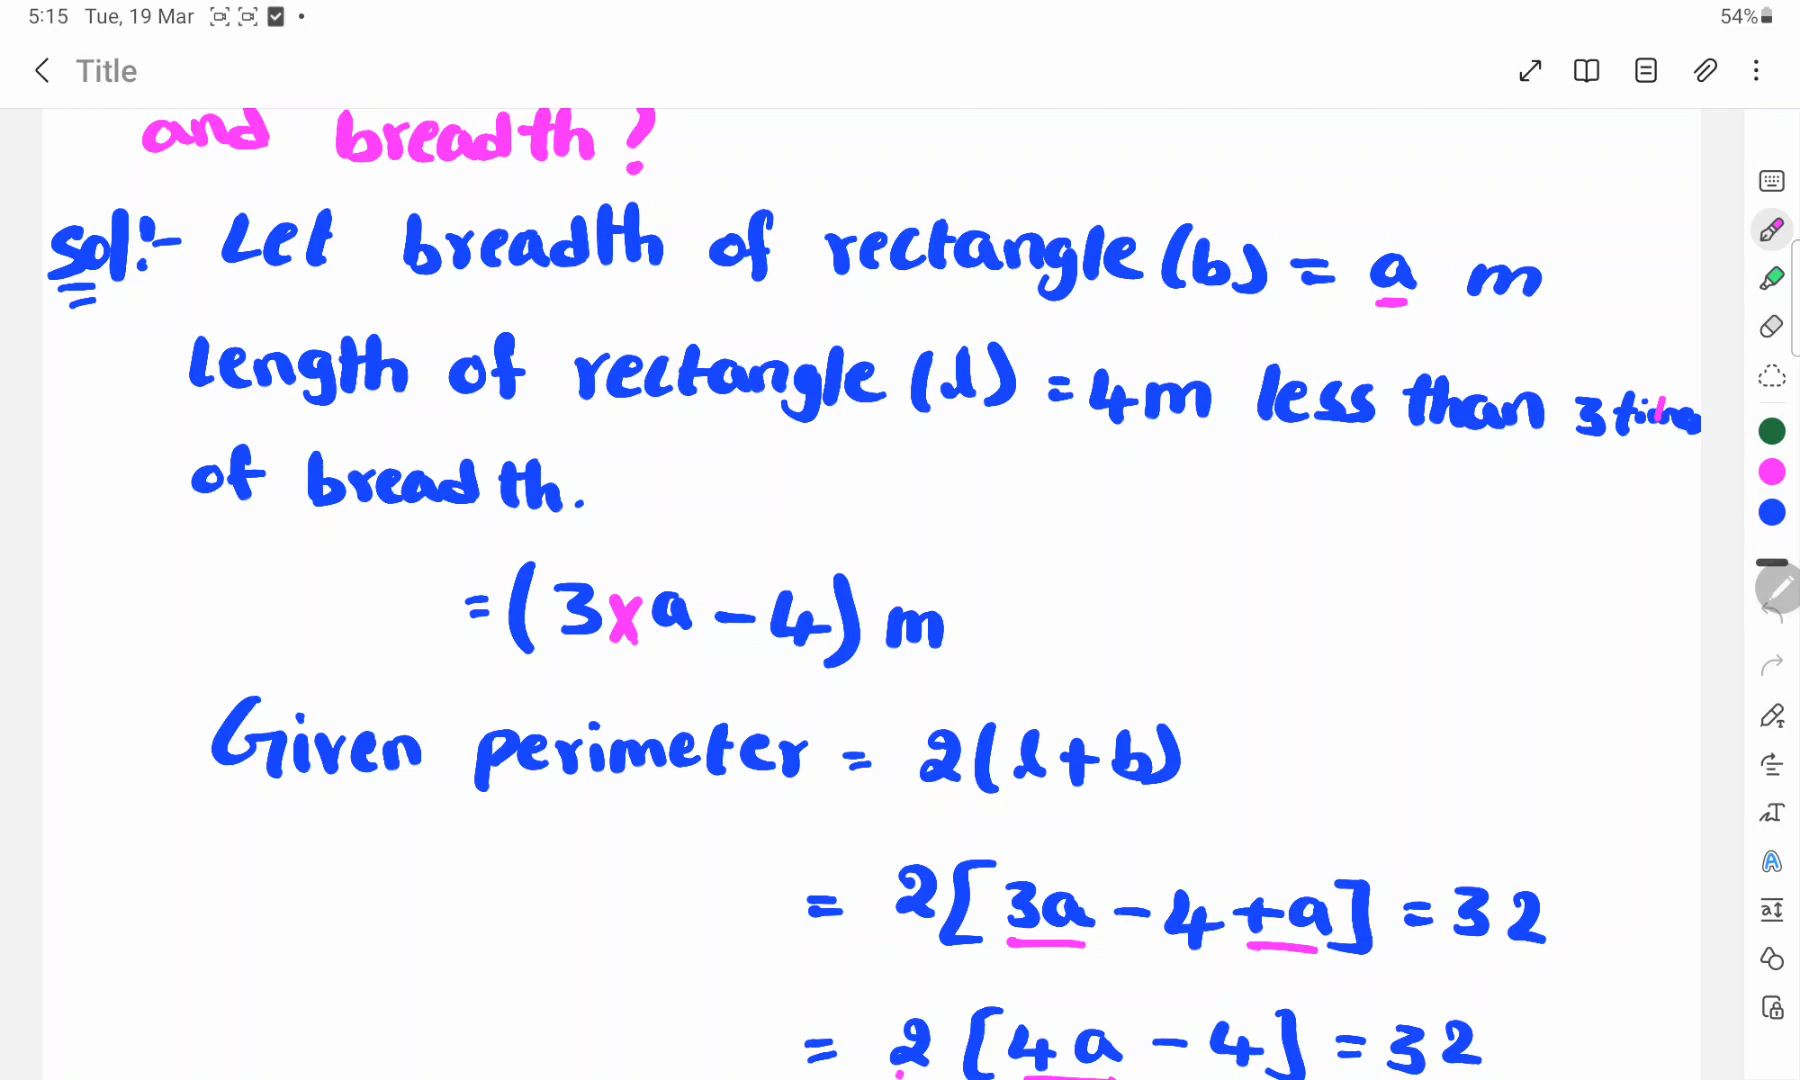 5:15 Tue, 19 Mar
54%
Title
and breadth?
Sol:- Let breadth of rectangle (b) = a m
length of rectangle (l) = 4m less than 3 times
of breadth.
= (3xa - 4) m
Given perimeter = 2(l+b)
= 2[3a - 4 + a] = 32
= 2 [4a - 4] = 32